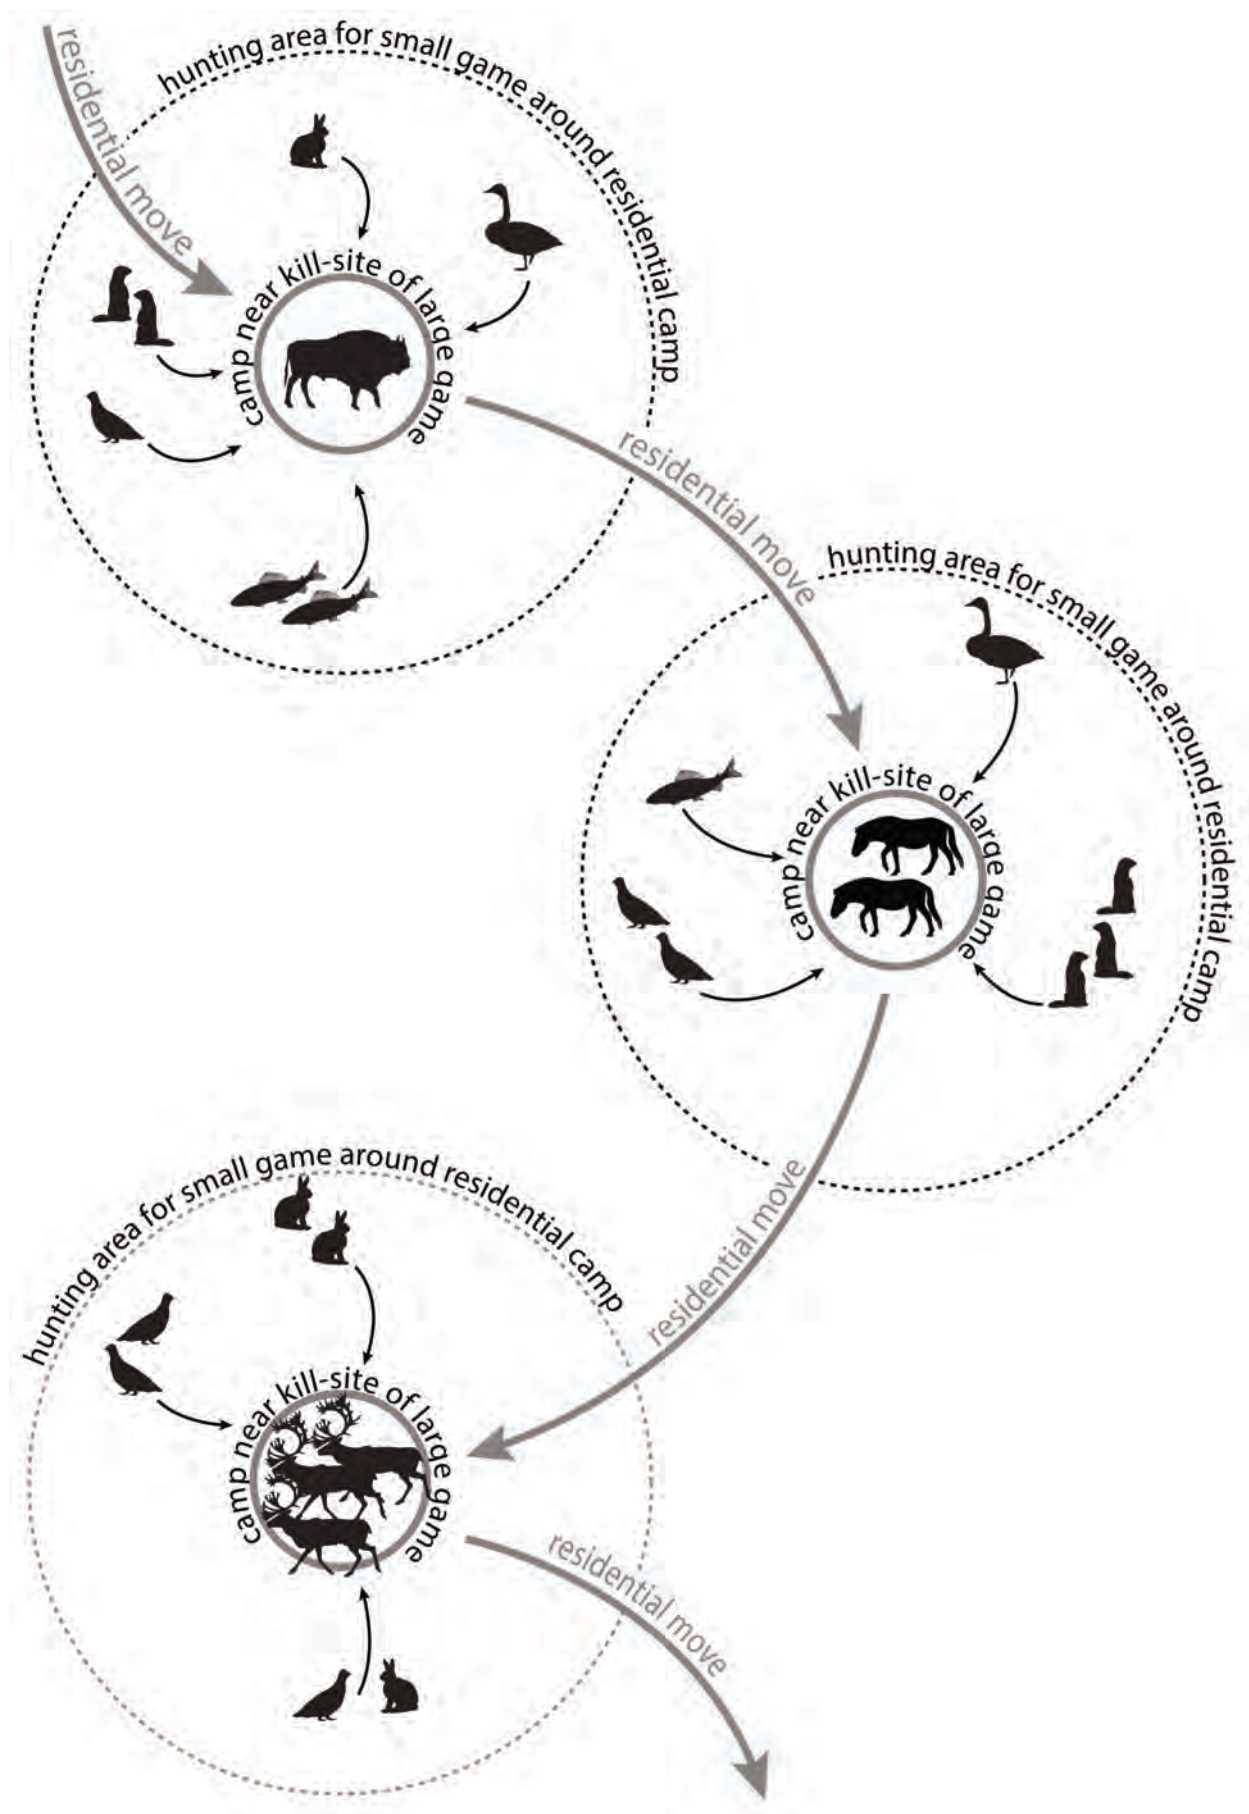 residential move
hunting area for small game around residential camp
camp near kill-site of large game
residential move
hunting area for small game around residential camp
camp near kill-site of large game
residential move
hunting area for small game around residential camp
camp near kill-site of large game
residential move